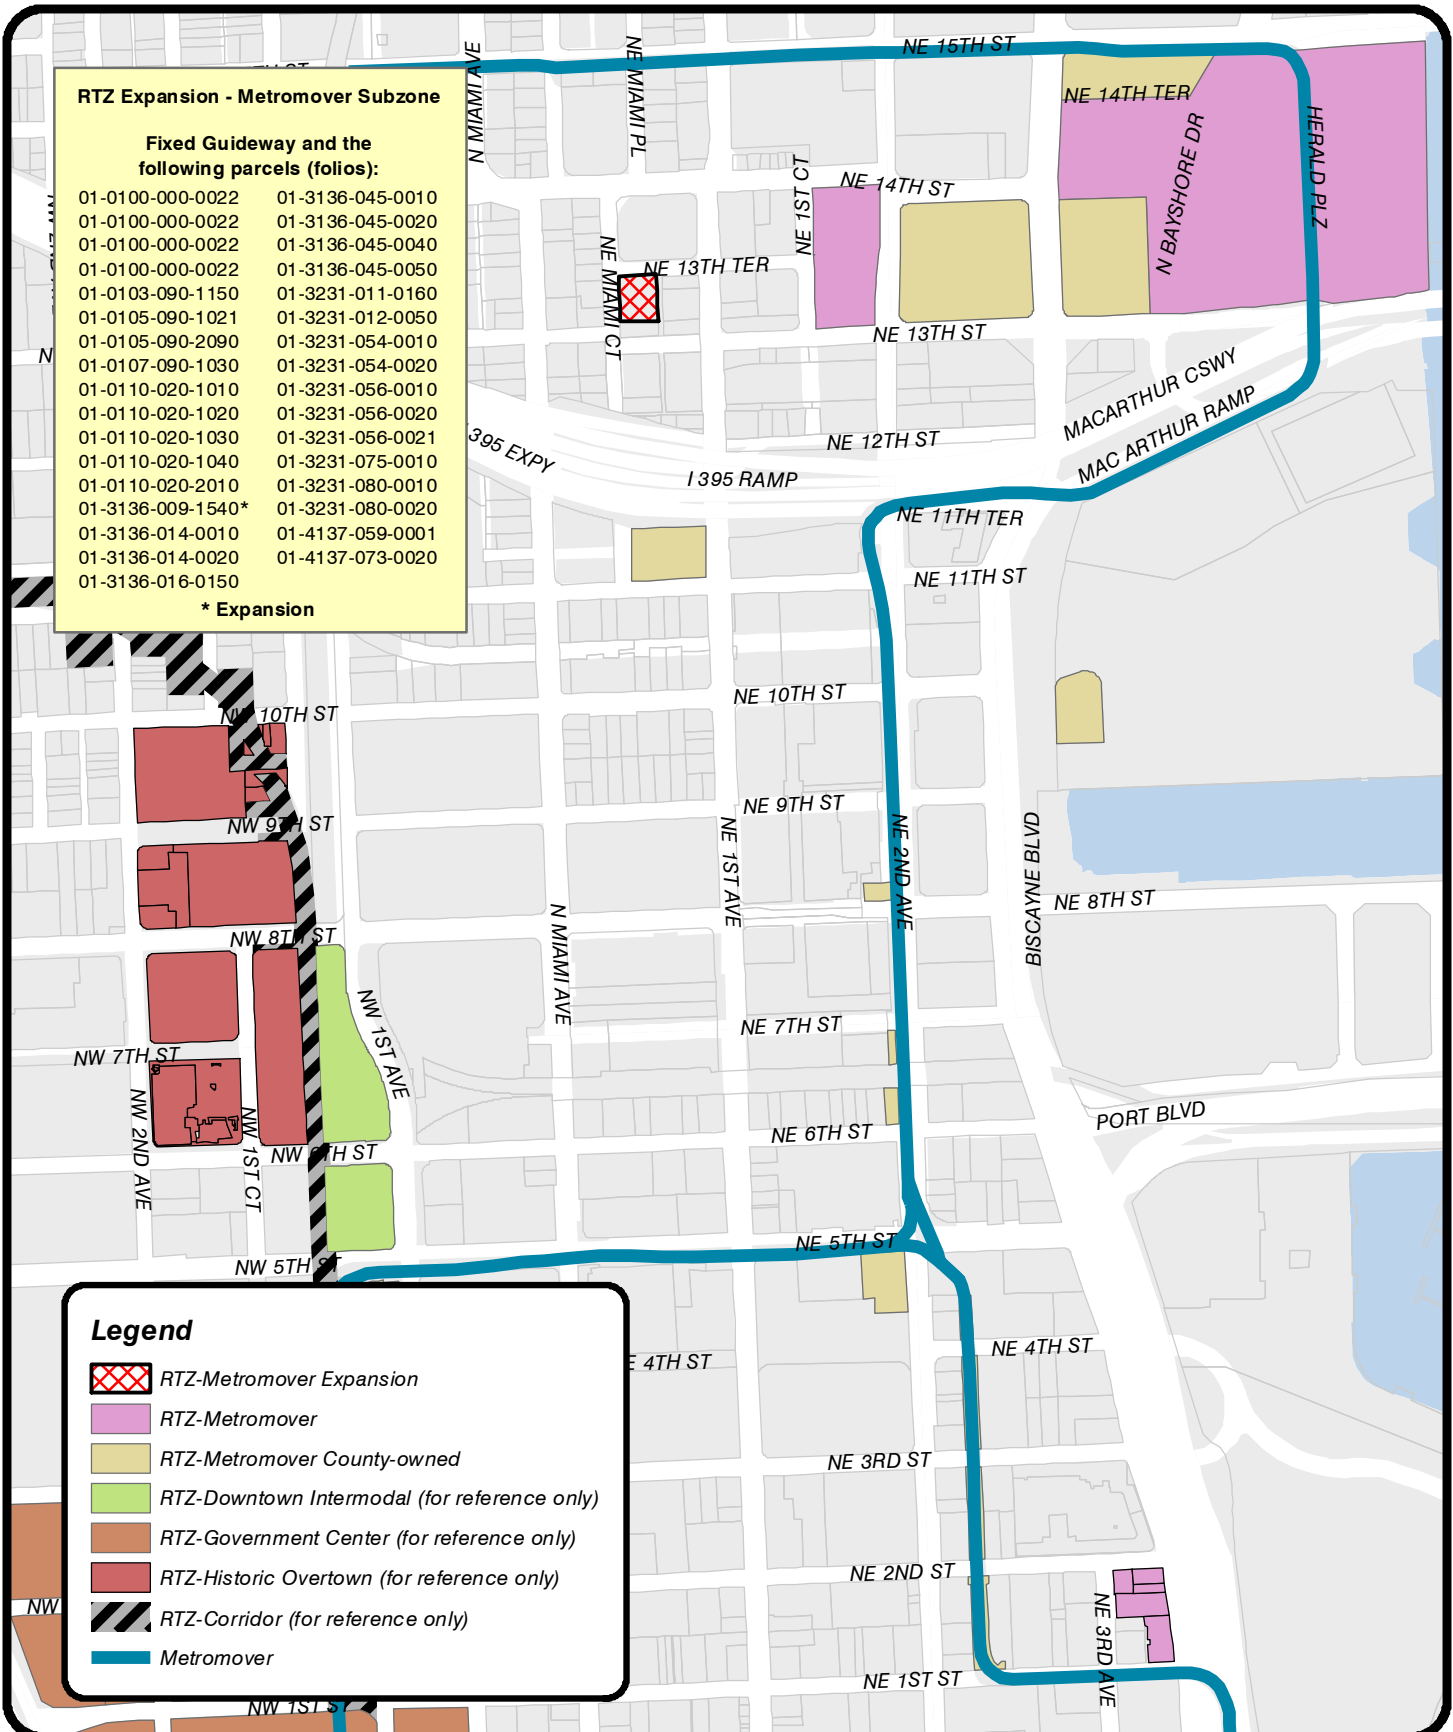 NE 15TH ST
TH ST
N MIAMI AVE
NE MIAMI PL
RTZ Expansion - Metromover Subzone
Fixed Guideway and the
following parcels (folios):
01-0100-000-0022 01-3136-045-0010
01-0100-000-0022 01-3136-045-0020
01-0100-000-0022 01-3136-045-0040
01-0100-000-0022 01-3136-045-0050
01-0103-090-1150 01-3231-011-0160
01-0105-090-1021 01-3231-012-0050
01-0105-090-2090 01-3231-054-0010
01-0107-090-1030 01-3231-054-0020
01-0110-020-1010 01-3231-056-0010
01-0110-020-1020 01-3231-056-0020
01-0110-020-1030 01-3231-056-0021
01-0110-020-1040 01-3231-075-0010
01-0110-020-2010 01-3231-080-0010
01-3136-009-1540* 01-3231-080-0020
01-3136-014-0010 01-4137-059-0001
01-3136-014-0020 01-4137-073-0020
01-3136-016-0150
* Expansion
NE 14TH TER
HERALD PLZ
N BAYSHORE DR
NE 1ST CT
NE 14TH ST
NE MIAMI CT
NE 13TH TER
NE 13TH ST
N
MACARTHUR CSWY
MAC ARTHUR RAMP
NE 12TH ST
395 EXPY
I 395 RAMP
NE 11TH TER
NE 11TH ST
NE 10TH ST
NW 10TH ST
NE 9TH ST
NW 9TH ST
NE 1ST AVE
NE 2ND AVE
BISCAYNE BLVD
NE 8TH ST
N MIAMI AVE
NW 8TH ST
NW 1ST AVE
NE 7TH ST
NW 7TH ST
PORT BLVD
NE 6TH ST
NW 2ND AVE
NW 1ST CT
NW 6TH ST
NE 5TH ST
NW 5TH ST
NE 4TH ST
E 4TH ST
NE 3RD ST
NE 2ND ST
NE 3RD AVE
NE 1ST ST
NW
NW 1ST ST
Legend
RTZ-Metromover Expansion
RTZ-Metromover
RTZ-Metromover County-owned
RTZ-Downtown Intermodal (for reference only)
RTZ-Government Center (for reference only)
RTZ-Historic Overtown (for reference only)
RTZ-Corridor (for reference only)
Metromover